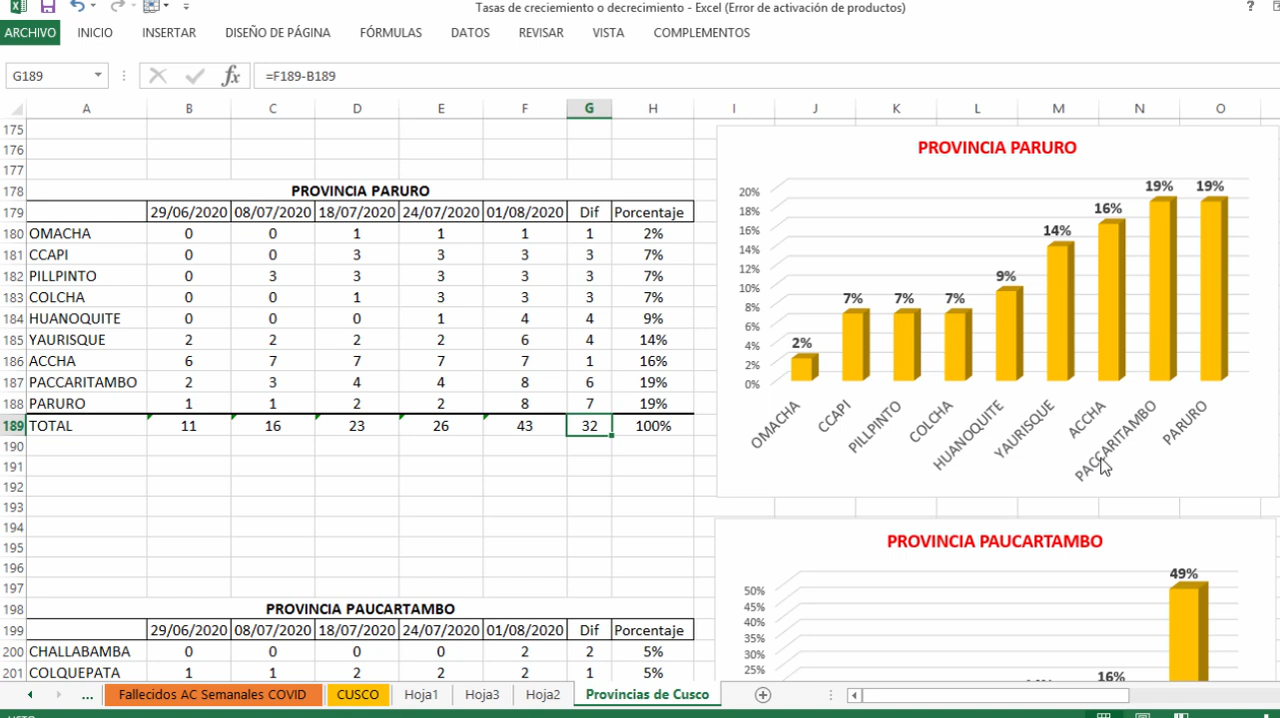 Tasas de creciemiento o decrecimiento - Excel (Error de activación de productos) ?
ARCHIVO INICIO INSERTAR DISEÑO DE PÁGINA FÓRMULAS DATOS REVISAR VISTA COMPLEMENTOS
G189 fx =F189-B189
A B C D E F G H I J K L M N O
175
176
177
178 PROVINCIA PARURO
179 29/06/2020 08/07/2020 18/07/2020 24/07/2020 01/08/2020 Dif Porcentaje
180 OMACHA 0 0 1 1 1 1 2%
181 CCAPI 0 0 3 3 3 3 7%
182 PILLPINTO 0 3 3 3 3 3 7%
183 COLCHA 0 0 1 3 3 3 7%
184 HUANOQUITE 0 0 0 1 4 4 9%
185 YAURISQUE 2 2 2 2 6 4 14%
186 ACCHA 6 7 7 7 7 1 16%
187 PACCARITAMBO 2 3 4 4 8 6 19%
188 PARURO 1 1 2 2 8 7 19%
189 TOTAL 11 16 23 26 43 32 100%
190
191
192
193
194
195
196
197
198 PROVINCIA PAUCARTAMBO
199 29/06/2020 08/07/2020 18/07/2020 24/07/2020 01/08/2020 Dif Porcentaje
200 CHALLABAMBA 0 0 0 0 2 2 5%
201 COLQUEPATA 1 1 2 2 2 1 5%
PROVINCIA PARURO
20%
18%
16%
14%
12%
10%
8%
6%
4%
2%
0%
2% 7% 7% 7% 9% 14% 16% 19% 19%
OMACHA CCAPI PILLPINTO COLCHA HUANOQUITE YAURISQUE ACCHA PACCARITAMBO PARURO
PROVINCIA PAUCARTAMBO
50%
45%
40%
35%
30%
25%
16% 49%
... Fallecidos AC Semanales COVID CUSCO Hoja1 Hoja3 Hoja2 Provincias de Cusco